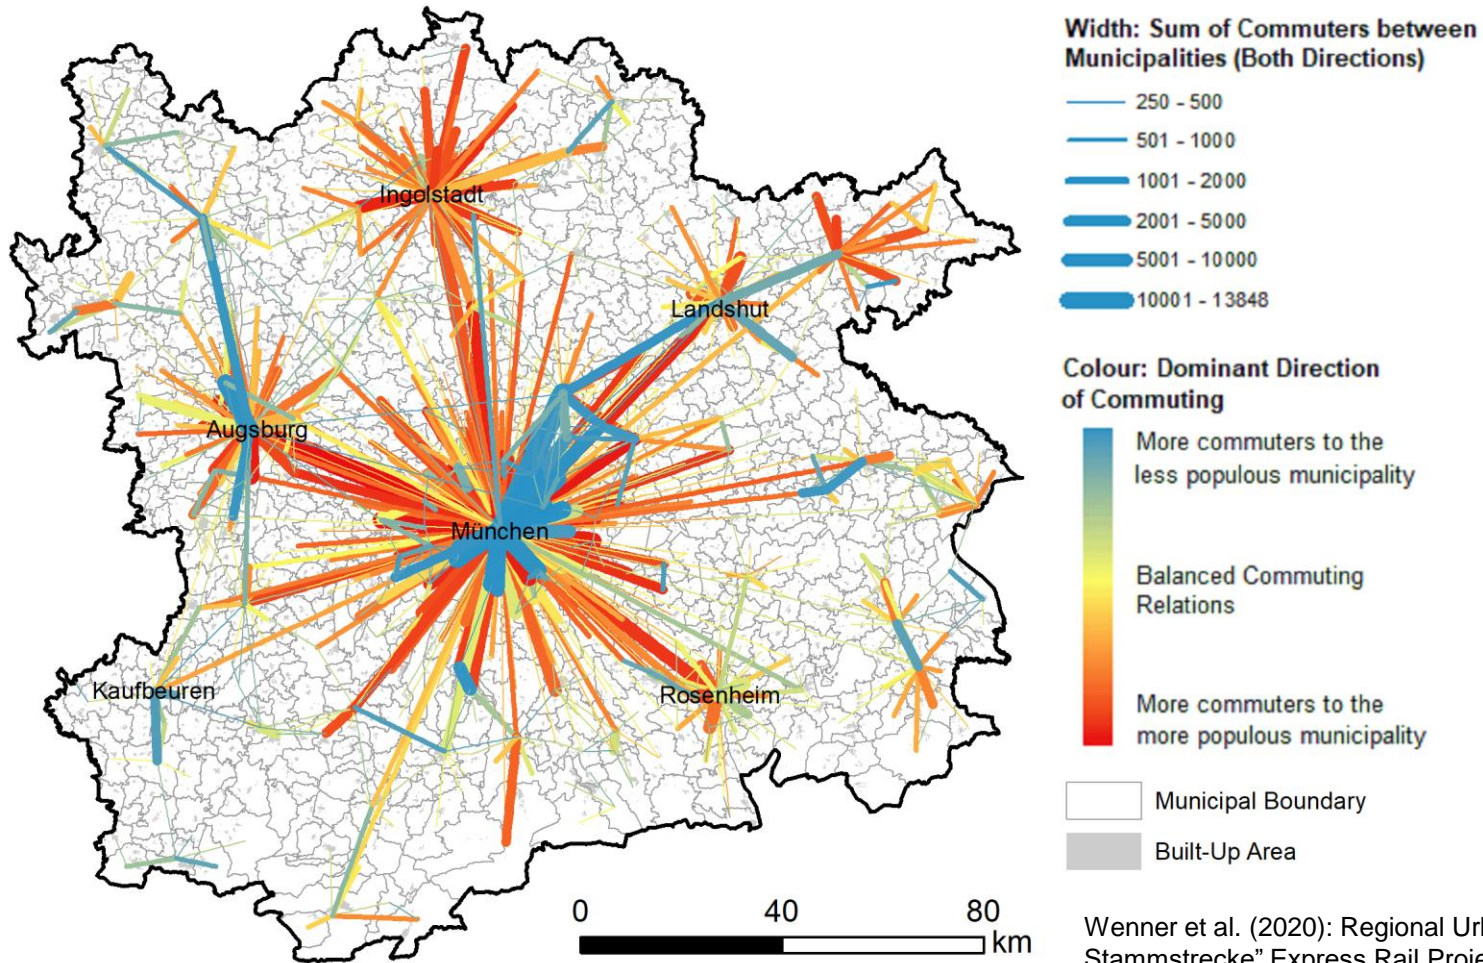 Ingolstadt
Landshut
Augsburg
München
Kaufbeuren
Rosenheim
0 40 80
km
Width: Sum of Commuters between
Municipalities (Both Directions)
250 - 500
501 - 1000
1001 - 2000
2001 - 5000
5001 - 10000
10001 - 13848
Colour: Dominant Direction
of Commuting
More commuters to the
less populous municipality
Balanced Commuting
Relations
More commuters to the
more populous municipality
Municipal Boundary
Built-Up Area
Wenner et al. (2020): Regional
Stammstrecke” Express Rail